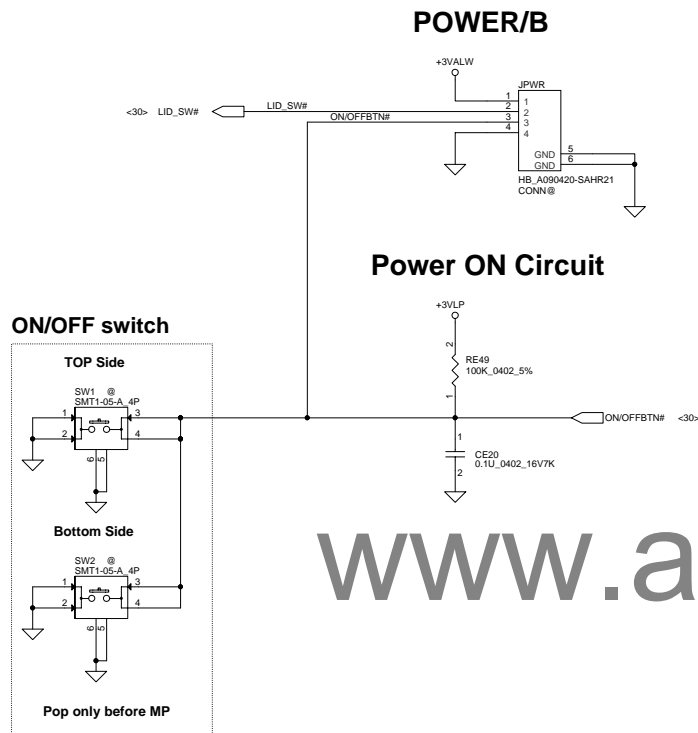 POWER/B
+3VALW
JPWR
<30> LID_SW# LID_SW#
ON/OFFBTN#
1 1
2 2
3 3
4 4
GND 5
GND 6
HB_A090420-SAHR21
CONN@
Power ON Circuit
+3VLP
2
RE49
100K_0402_5%
1
ON/OFFBTN# <30>
1
CE20
0.1U_0402_16V7K
2
ON/OFF switch
TOP Side
SW1 @
SMT1-05-A_4P
1 3
2 4
6 5
Bottom Side
SW2 @
SMT1-05-A_4P
1 3
2 4
6 5
Pop only before MP
www.a